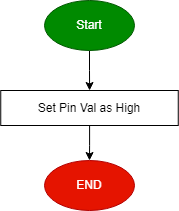 Start
Set Pin Val as High
END